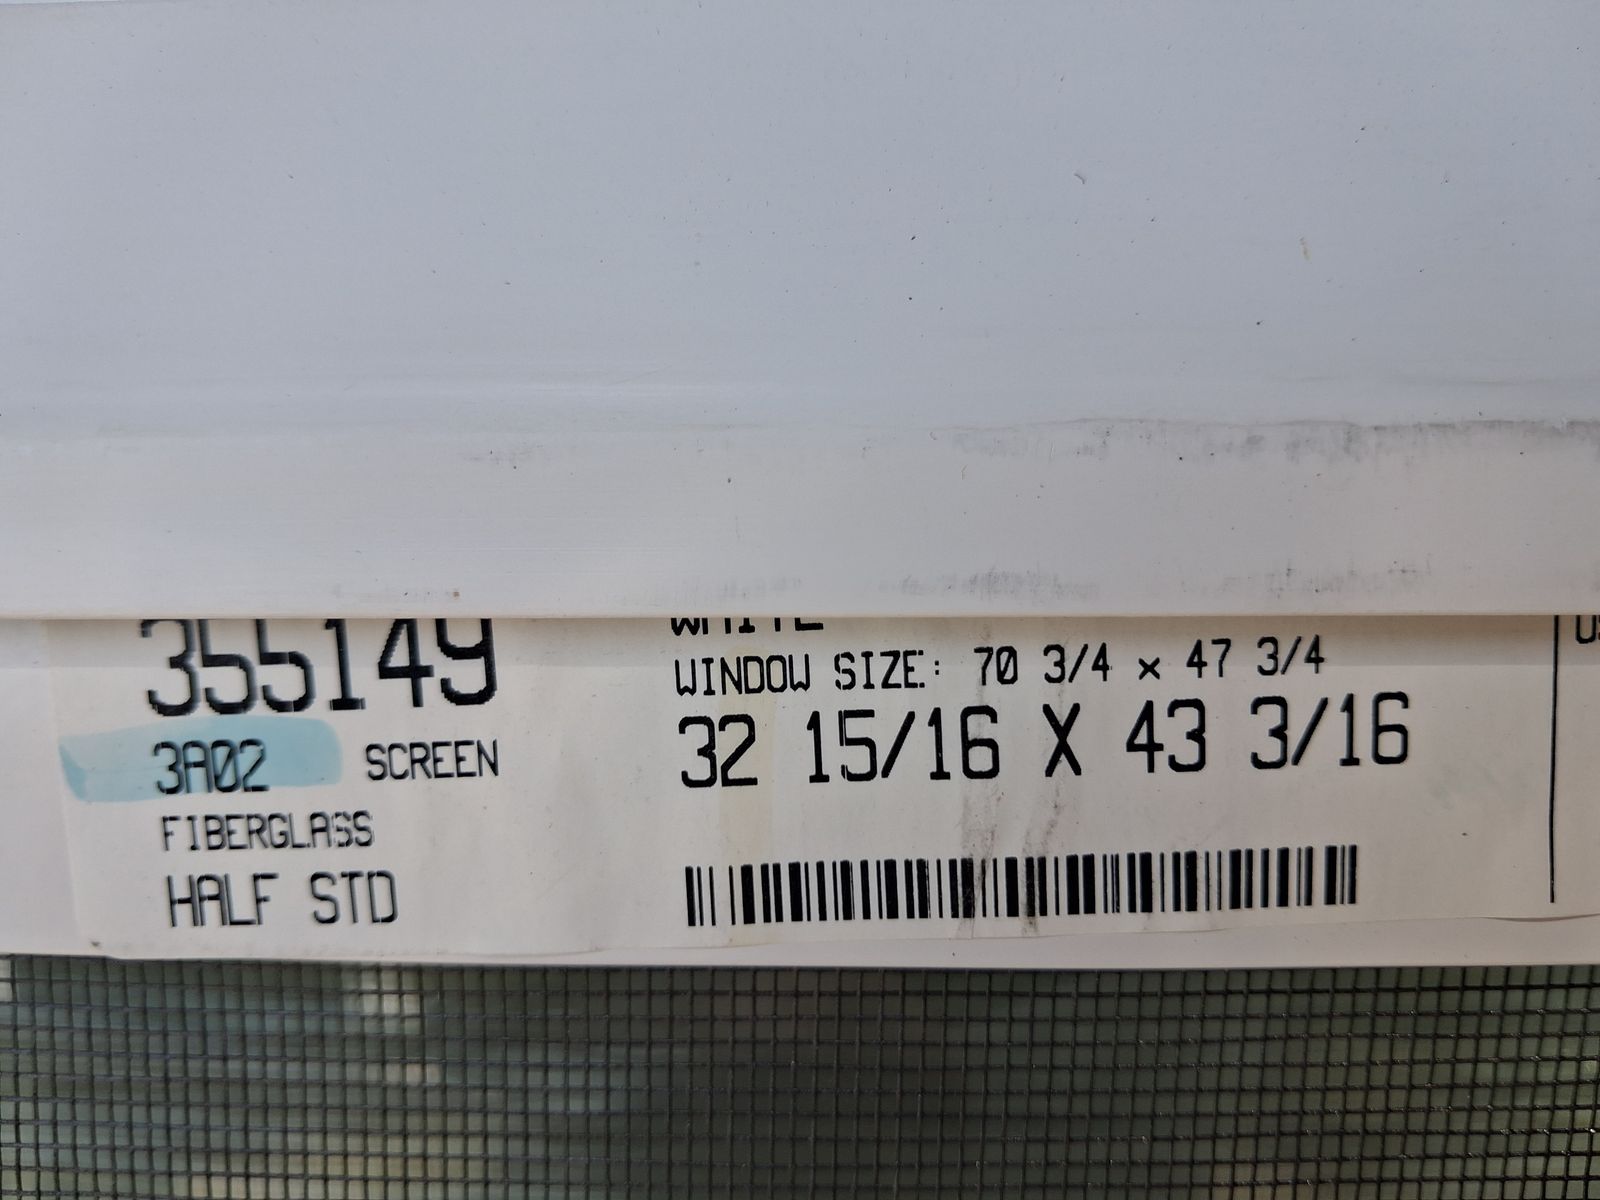 355149
3A02 SCREEN
FIBERGLASS
HALF STD
WHITE
WINDOW SIZE: 70 3/4 x 47 3/4
32 15/16 X 43 3/16